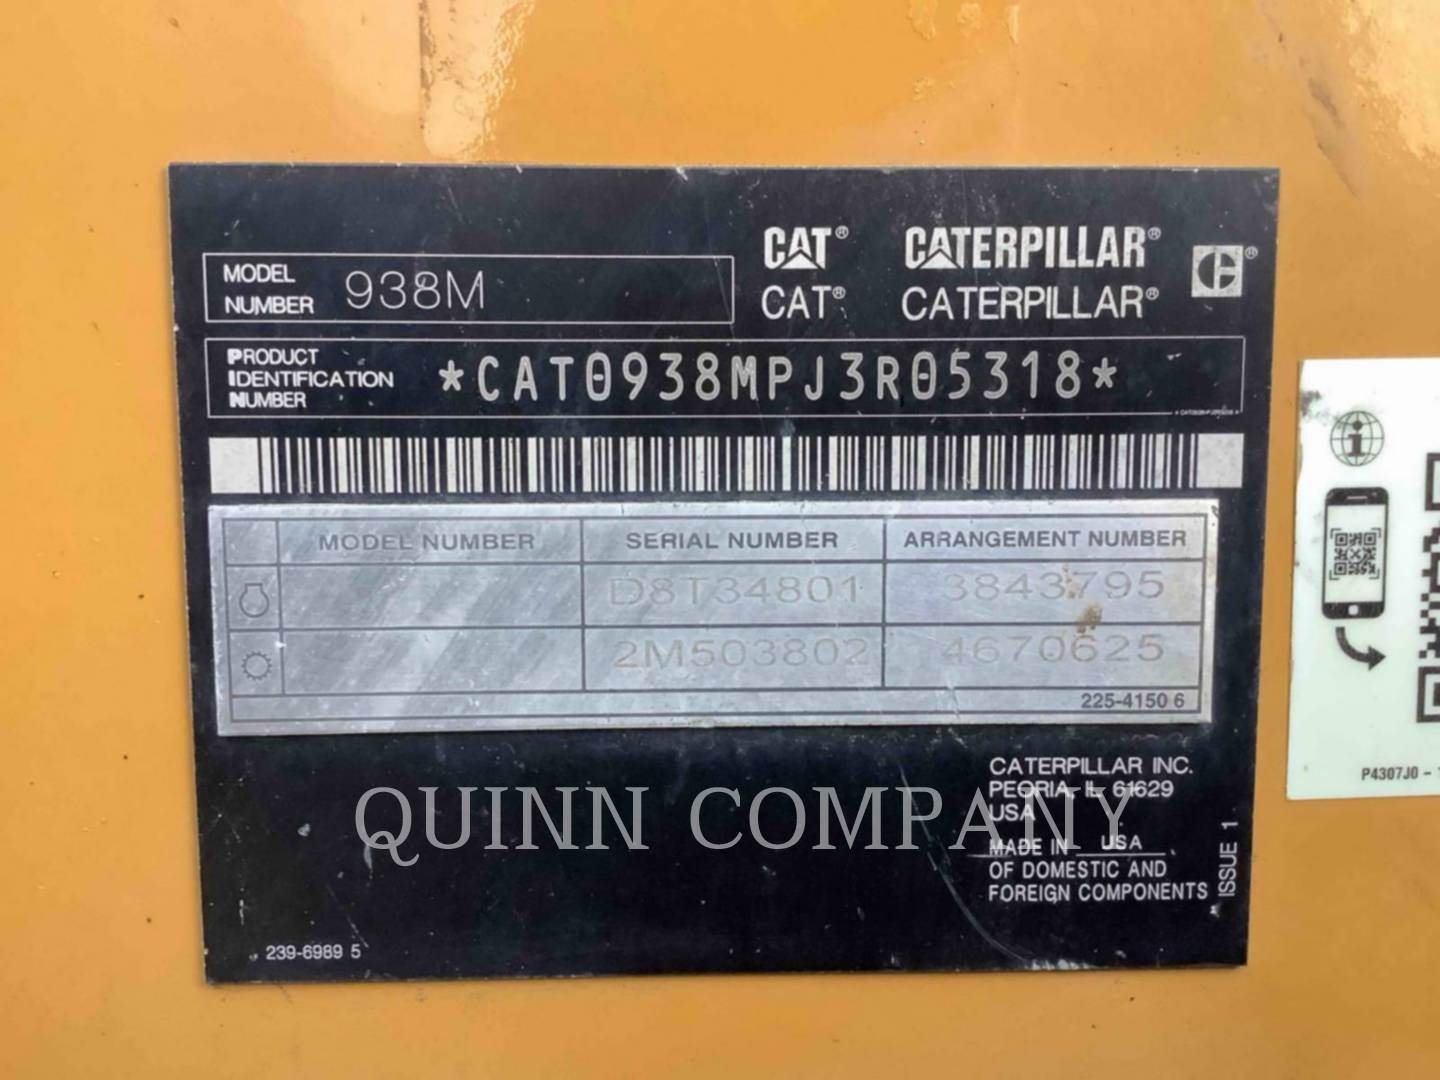 CAT® CATERPILLAR®
CAT® CATERPILLAR®
MODEL NUMBER 938M
PRODUCT IDENTIFICATION NUMBER *CAT0938MPJ3R05318*
MODEL NUMBER SERIAL NUMBER ARRANGEMENT NUMBER
D8T34801 3843795
2M503802 4670625
225-4150 6
CATERPILLAR INC.
PEORIA, IL 61629
USA
MADE IN USA
OF DOMESTIC AND
FOREIGN COMPONENTS
ISSUE 1
239-6989 5
QUINN COMPANY
P4307J0 -